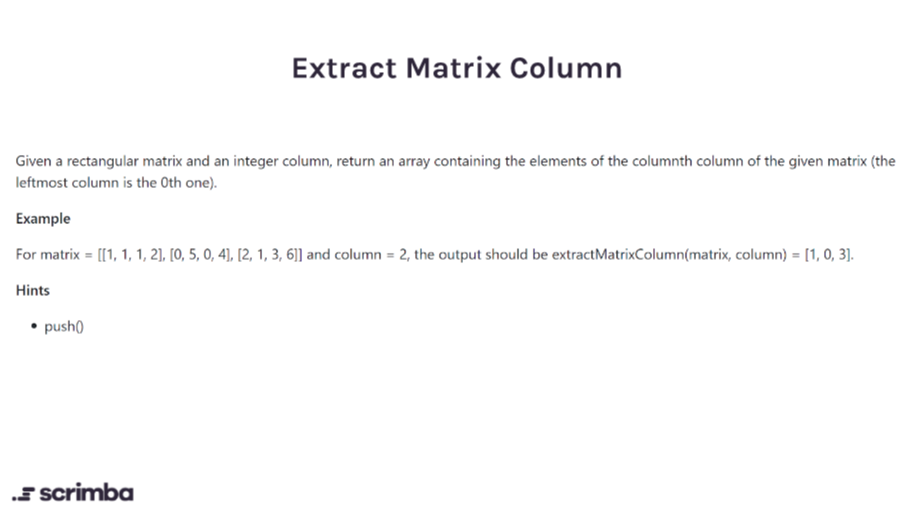 Extract Matrix Column
Given a rectangular matrix and an integer column, return an array containing the elements of the columnth column of the given matrix (the
leftmost column is the 0th one).
Example
For matrix = [[1, 1, 1, 2], [0, 5, 0, 4], [2, 1, 3, 6]] and column = 2, the output should be extractMatrixColumn(matrix, column) = [1, 0, 3].
Hints
• push()
scrimba